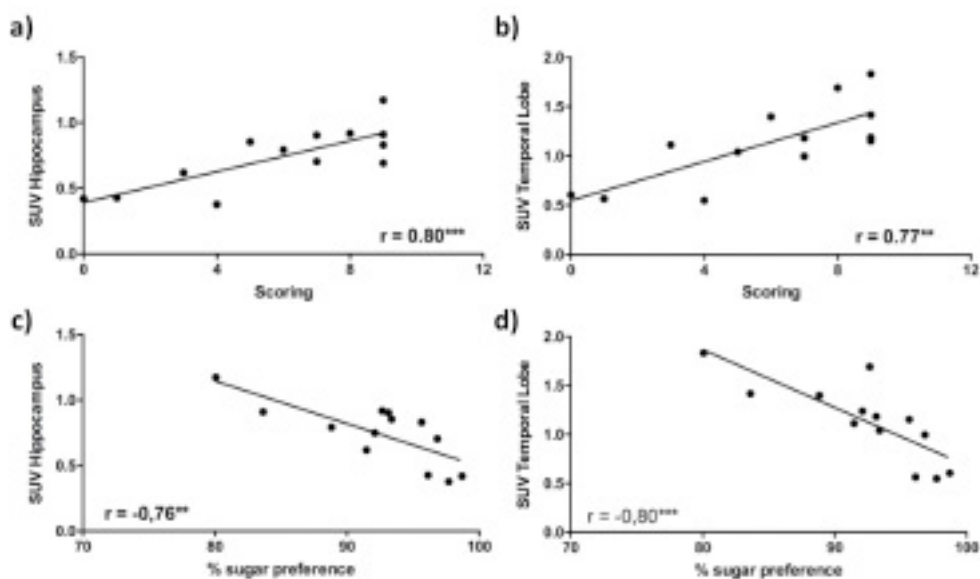 a)
SUV Hippocampus
1.5
1.0
0.5
0.0
0
4
8
12
r = 0.80***
Scoring
b)
SUV Temporal Lobe
2.0
1.5
1.0
0.5
0.0
0
4
8
12
r = 0.77**
Scoring
c)
SUV Hippocampus
1.5
1.0
0.5
0.0
70
80
90
100
r = -0,76**
% sugar preference
d)
SUV Temporal Lobe
2.0
1.5
1.0
0.5
0.0
70
80
90
100
r = -0,80***
% sugar preference